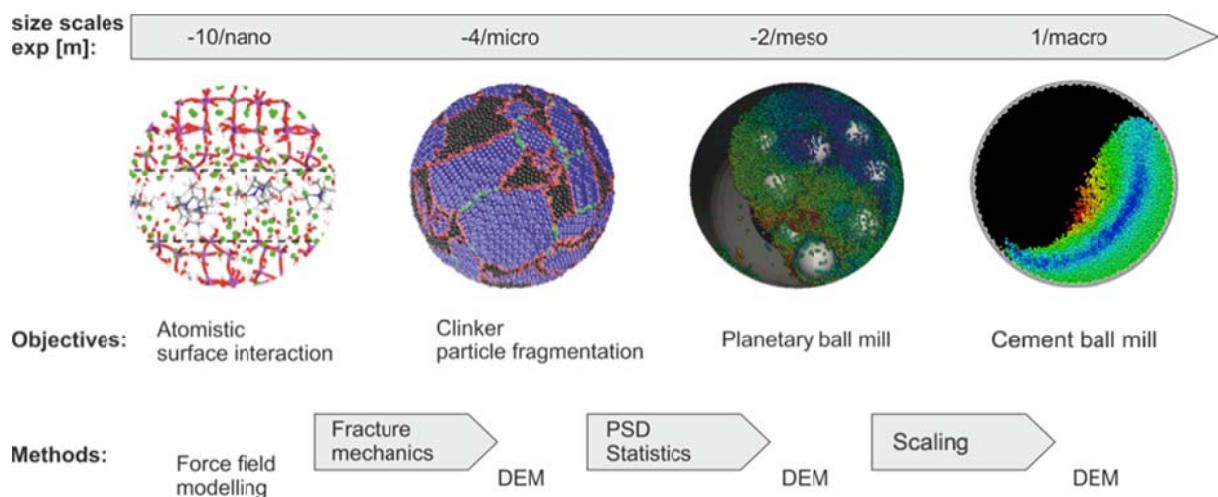 size scales
exp [m]:
-10/nano
-4/micro
-2/meso
1/macro
Objectives:
Atomistic
surface interaction
Clinker
particle fragmentation
Planetary ball mill
Cement ball mill
Methods:
Force field
modelling
Fracture
mechanics
DEM
PSD
Statistics
DEM
Scaling
DEM